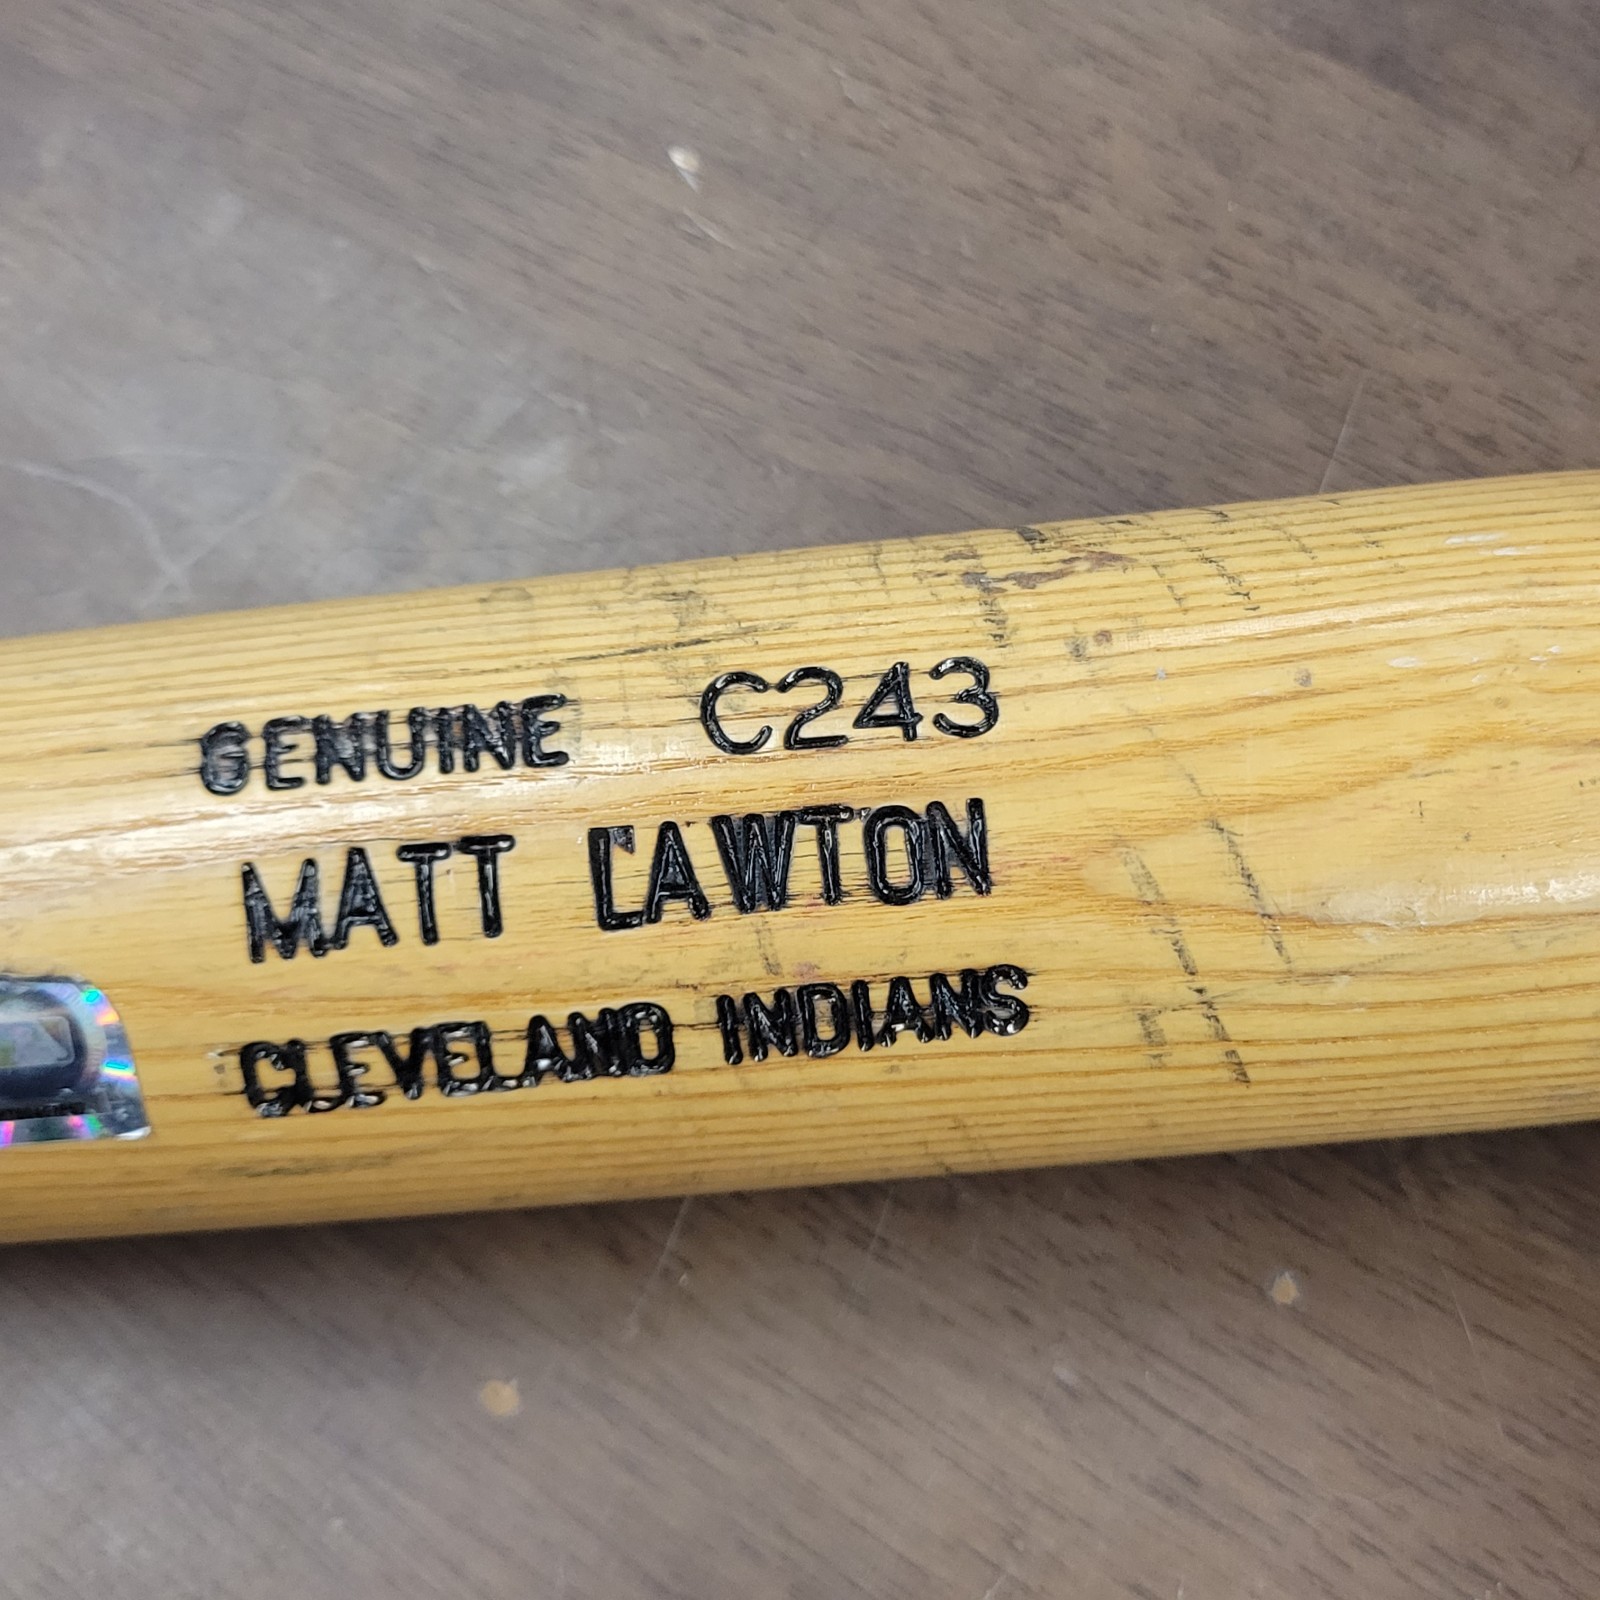 GENUINE C243
MATT LAWTON
CLEVELAND INDIANS